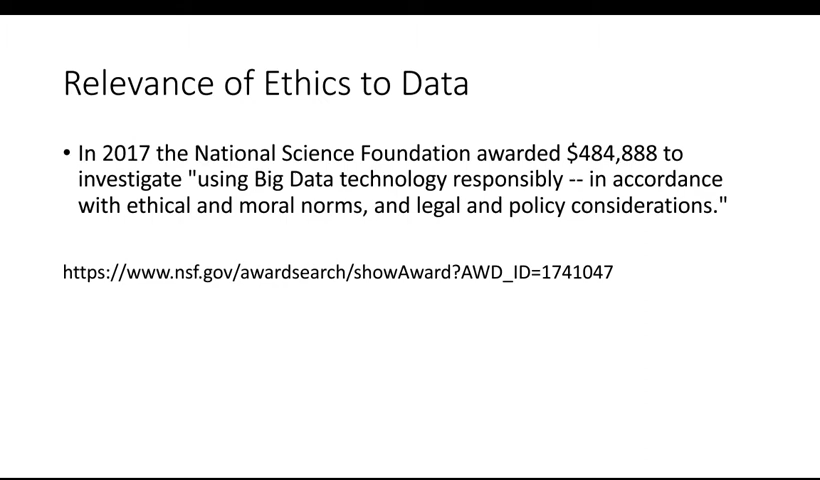 Relevance of Ethics to Data
• In 2017 the National Science Foundation awarded $484,888 to
investigate "using Big Data technology responsibly -- in accordance
with ethical and moral norms, and legal and policy considerations."
https://www.nsf.gov/awardsearch/showAward?AWD_ID=1741047